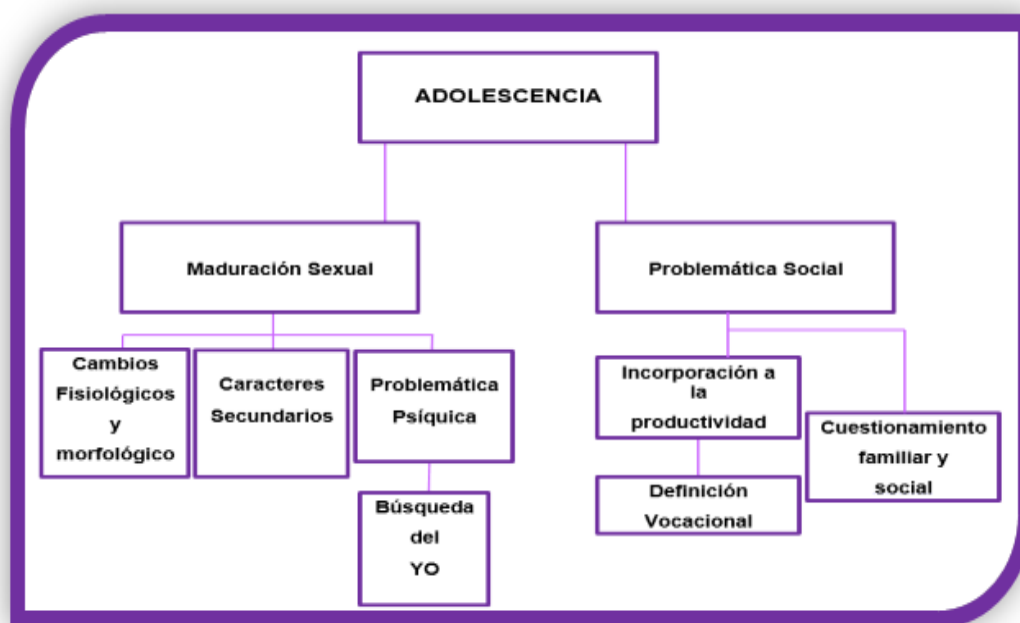 ADOLESCENCIA
Maduración Sexual
Problemática Social
Cambios
Fisiológicos
y
morfológico
Caracteres
Secundarios
Problemática
Psíquica
Búsqueda
del
YO
Incorporación a
la
productividad
Definición
Vocacional
Cuestionamiento
familiar y
social